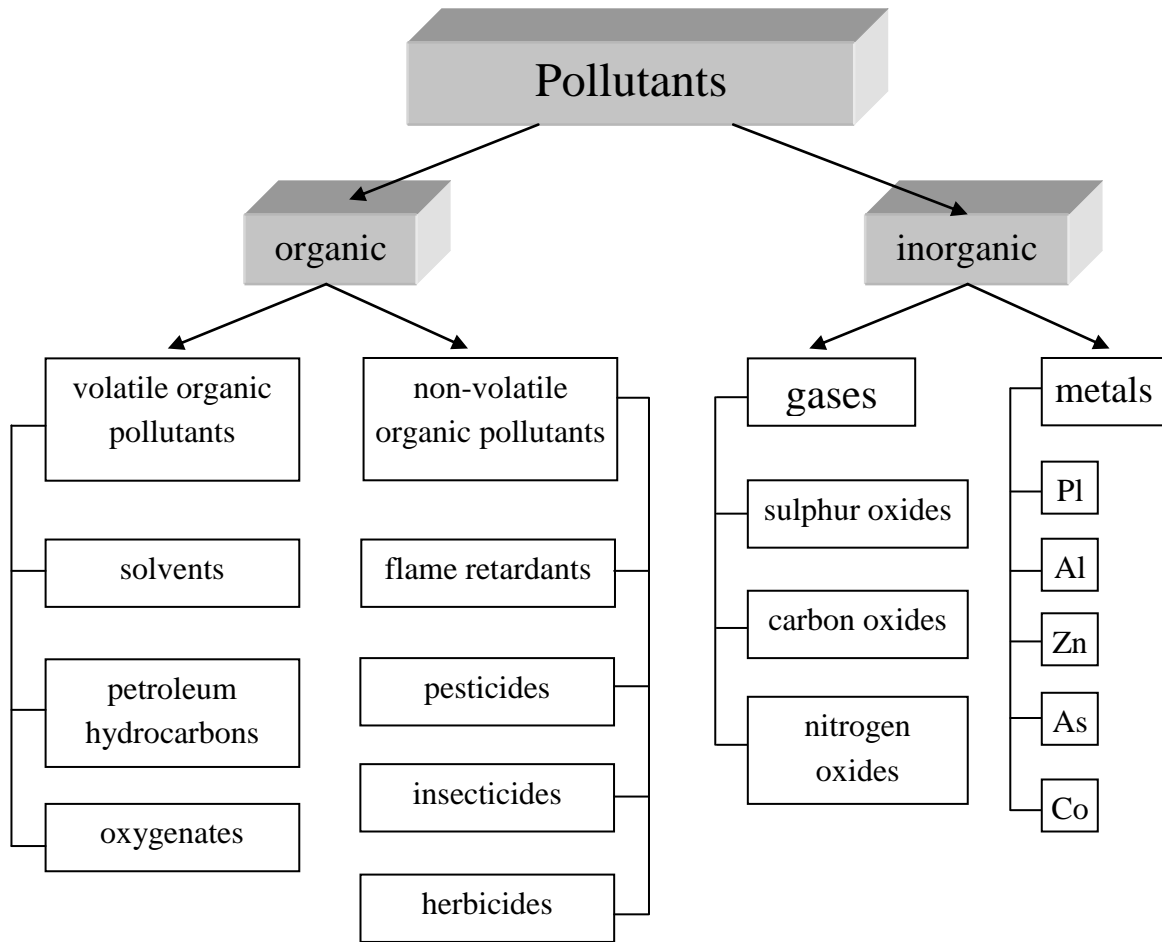 Pollutants
organic
inorganic
volatile organic
pollutants
solvents
petroleum
hydrocarbons
oxygenates
non-volatile
organic pollutants
flame retardants
pesticides
insecticides
herbicides
gases
sulphur oxides
carbon oxides
nitrogen
oxides
metals
Pl
Al
Zn
As
Co